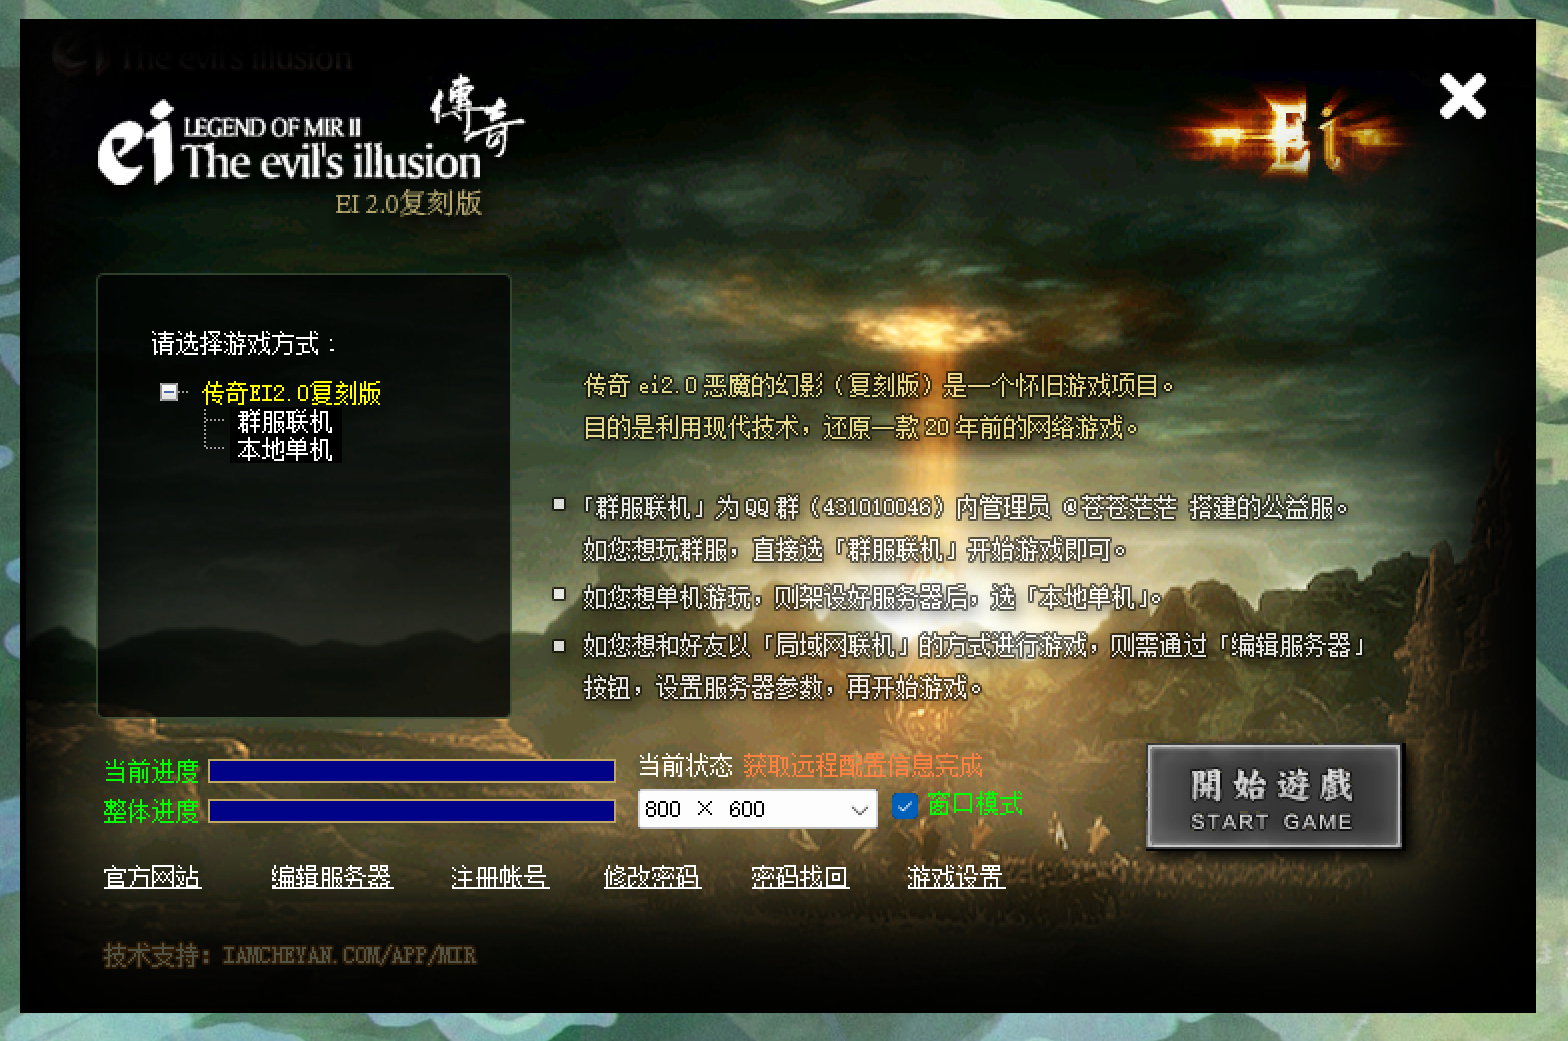 The evil's illusion
ei LEGEND OF MIR II 傳奇
The evil's illusion
EI 2.0复刻版
Ei
请选择游戏方式：
传奇EI2.0复刻版
群服联机
本地单机
传奇 ei2.0 恶魔的幻影（复刻版）是一个怀旧游戏项目。
目的是利用现代技术，还原一款 20 年前的网络游戏。
「群服联机」为 QQ 群（431010046）内管理员 @苍苍茫茫 搭建的公益服。
如您想玩群服，直接选「群服联机」开始游戏即可。
如您想单机游玩，则架设好服务器后，选「本地单机」。
如您想和好友以「局域网联机」的方式进行游戏，则需通过「编辑服务器」
按钮，设置服务器参数，再开始游戏。
当前进度
整体进度
当前状态 获取远程配置信息完成
800 × 600
窗口模式
開始遊戲
START GAME
官方网站 编辑服务器 注册帐号 修改密码 密码找回 游戏设置
技术支持：IAMCHEYAN.COM/APP/MIR